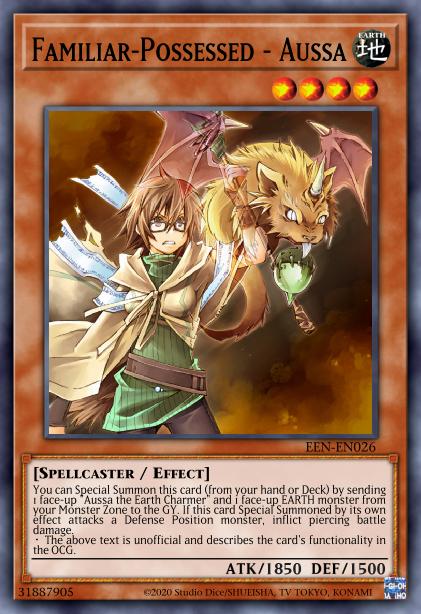 Familiar-Possessed - Aussa
EARTH
地
EEN-EN026
[Spellcaster / Effect]
You can Special Summon this card (from your hand or Deck) by sending
1 face-up "Aussa the Earth Charmer" and 1 face-up EARTH monster from
your Monster Zone to the GY. If this card Special Summoned by its own
effect attacks a Defense Position monster, inflict piercing battle
damage.
· The above text is unofficial and describes the card's functionality in
the OCG.
ATK/1850 DEF/1500
31887905
©2020 Studio Dice/SHUEISHA, TV TOKYO, KONAMI